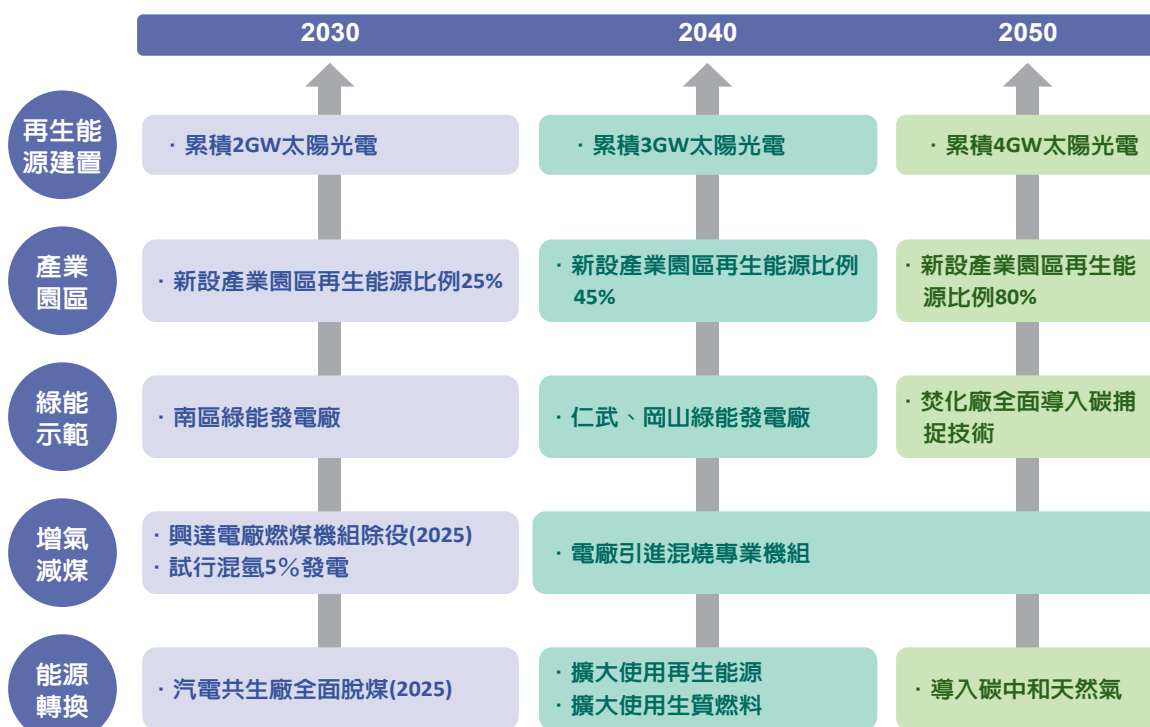 2030 2040 2050
再生能
源建置
·累積2GW太陽光電
·累積3GW太陽光電
·累積4GW太陽光電
產業
園區
·新設產業園區再生能源比例25%
·新設產業園區再生能源比例
45%
·新設產業園區再生能
源比例80%
綠能
示範
·南區綠能發電廠
·仁武、岡山綠能發電廠
·焚化廠全面導入碳捕
捉技術
增氣
減煤
·興達電廠燃煤機組除役(2025)
·試行混氫5%發電
·電廠引進混燒專業機組
能源
轉換
·汽電共生廠全面脫煤(2025)
·擴大使用再生能源
·擴大使用生質燃料
·導入碳中和天然氣